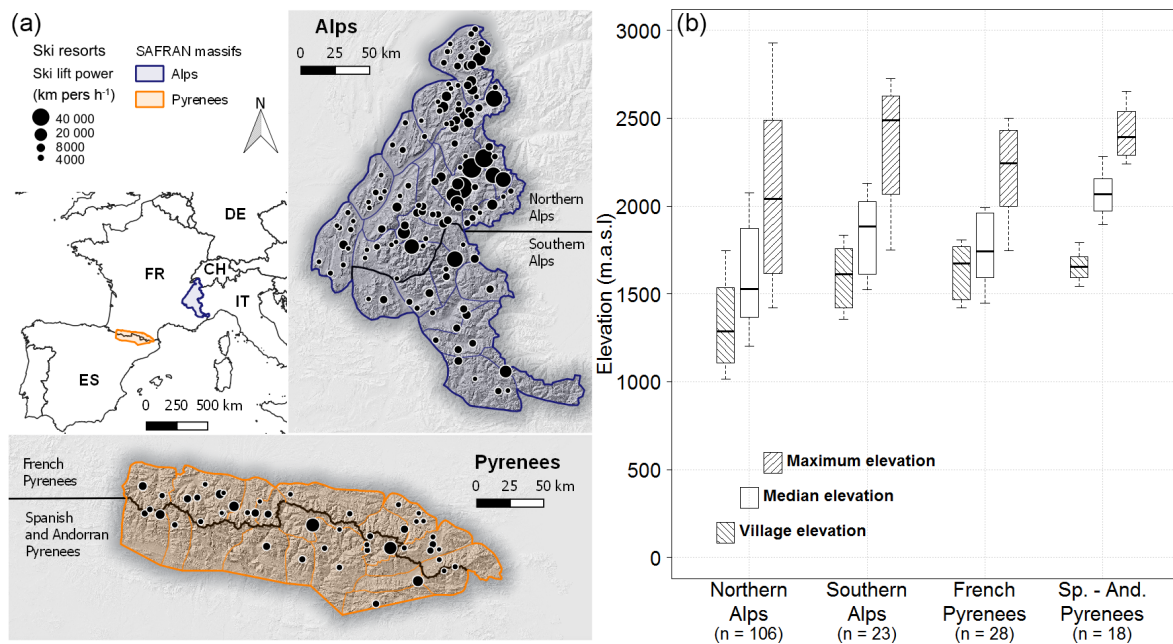 (a)
Ski resorts
Ski lift power
(km pers h⁻¹)
40 000
20 000
8000
4000
SAFRAN massifs
Alps
Pyrenees
N
DE
FR
CH
IT
ES
0 250 500 km
Alps
0 25 50 km
Northern
Alps
Southern
Alps
French
Pyrenees
Spanish
and Andorran
Pyrenees
Pyrenees
0 25 50 km
(b)
Elevation (m.a.s.l)
3000
2500
2000
1500
1000
500
0
Maximum elevation
Median elevation
Village elevation
Northern
Alps
(n = 106)
Southern
Alps
(n = 23)
French
Pyrenees
(n = 28)
Sp. - And.
Pyrenees
(n = 18)